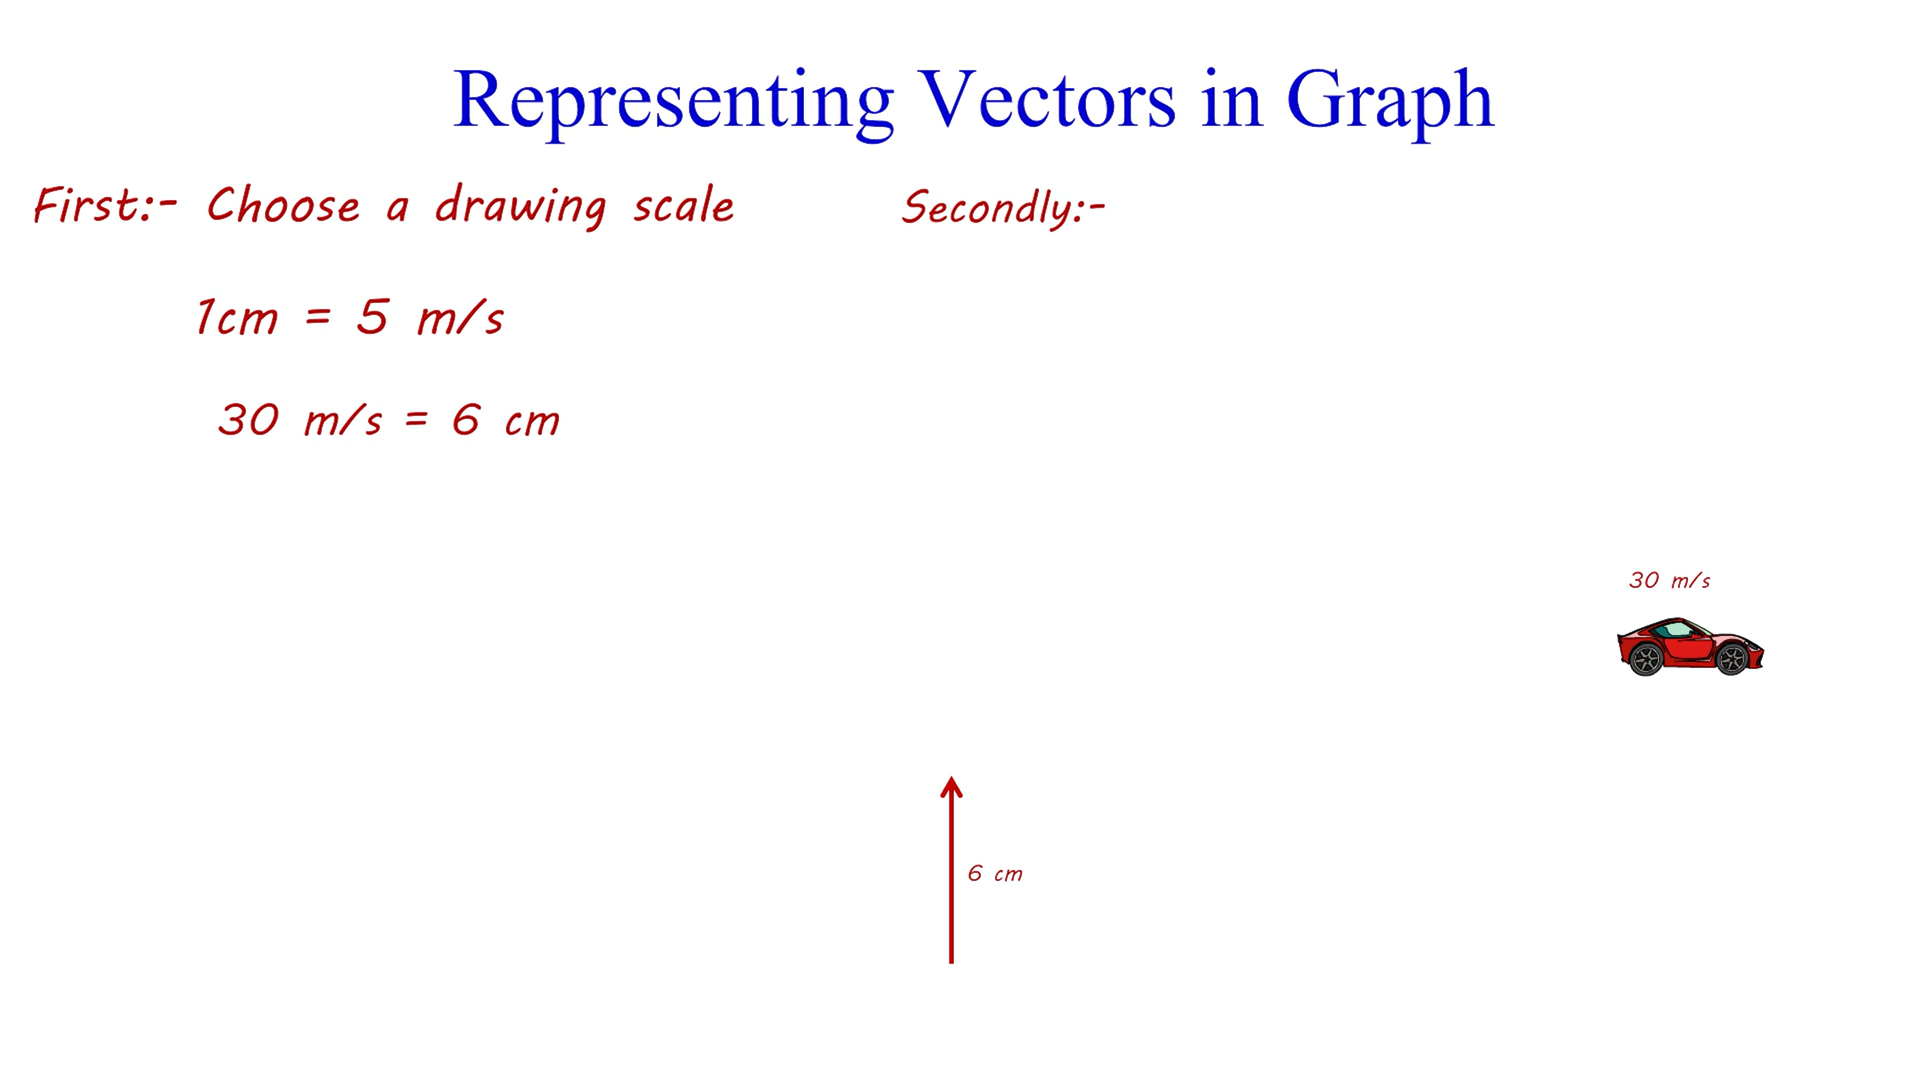 Representing Vectors in Graph
First:- Choose a drawing scale
Secondly:-
1cm = 5 m/s
30 m/s = 6 cm
30 m/s
6 cm